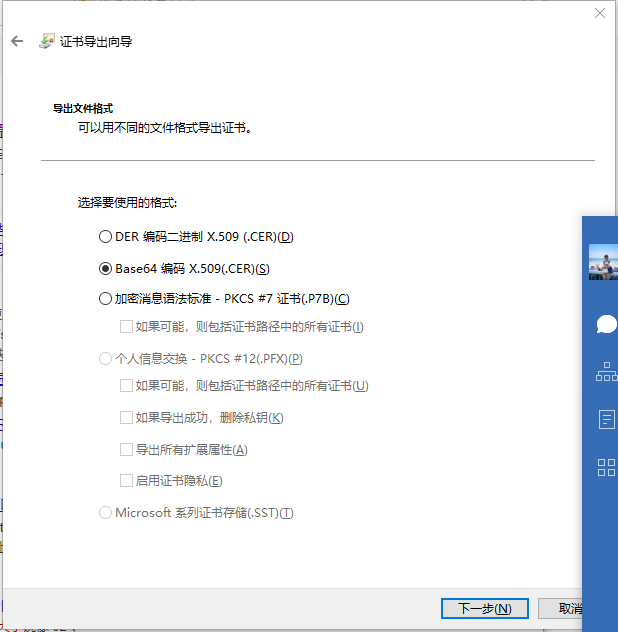 证书导出向导
导出文件格式
可以用不同的文件格式导出证书。
选择要使用的格式:
DER 编码二进制 X.509 (.CER)(D)
Base64 编码 X.509(.CER)(S)
加密消息语法标准 - PKCS #7 证书(.P7B)(C)
如果可能，则包括证书路径中的所有证书(I)
个人信息交换 - PKCS #12(.PFX)(P)
如果可能，则包括证书路径中的所有证书(U)
如果导出成功，删除私钥(K)
导出所有扩展属性(A)
启用证书隐私(E)
Microsoft 系列证书存储(.SST)(T)
下一步(N)
取消